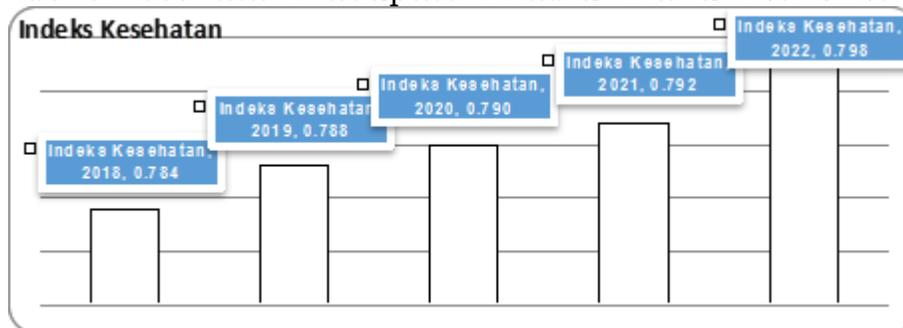 Indeks Kesehatan
Indeks Kesehatan,
2018, 0.784
Indeks Kesehatan,
2019, 0.788
Indeks Kesehatan,
2020, 0.790
Indeks Kesehatan,
2021, 0.792
Indeks Kesehatan,
2022, 0.798